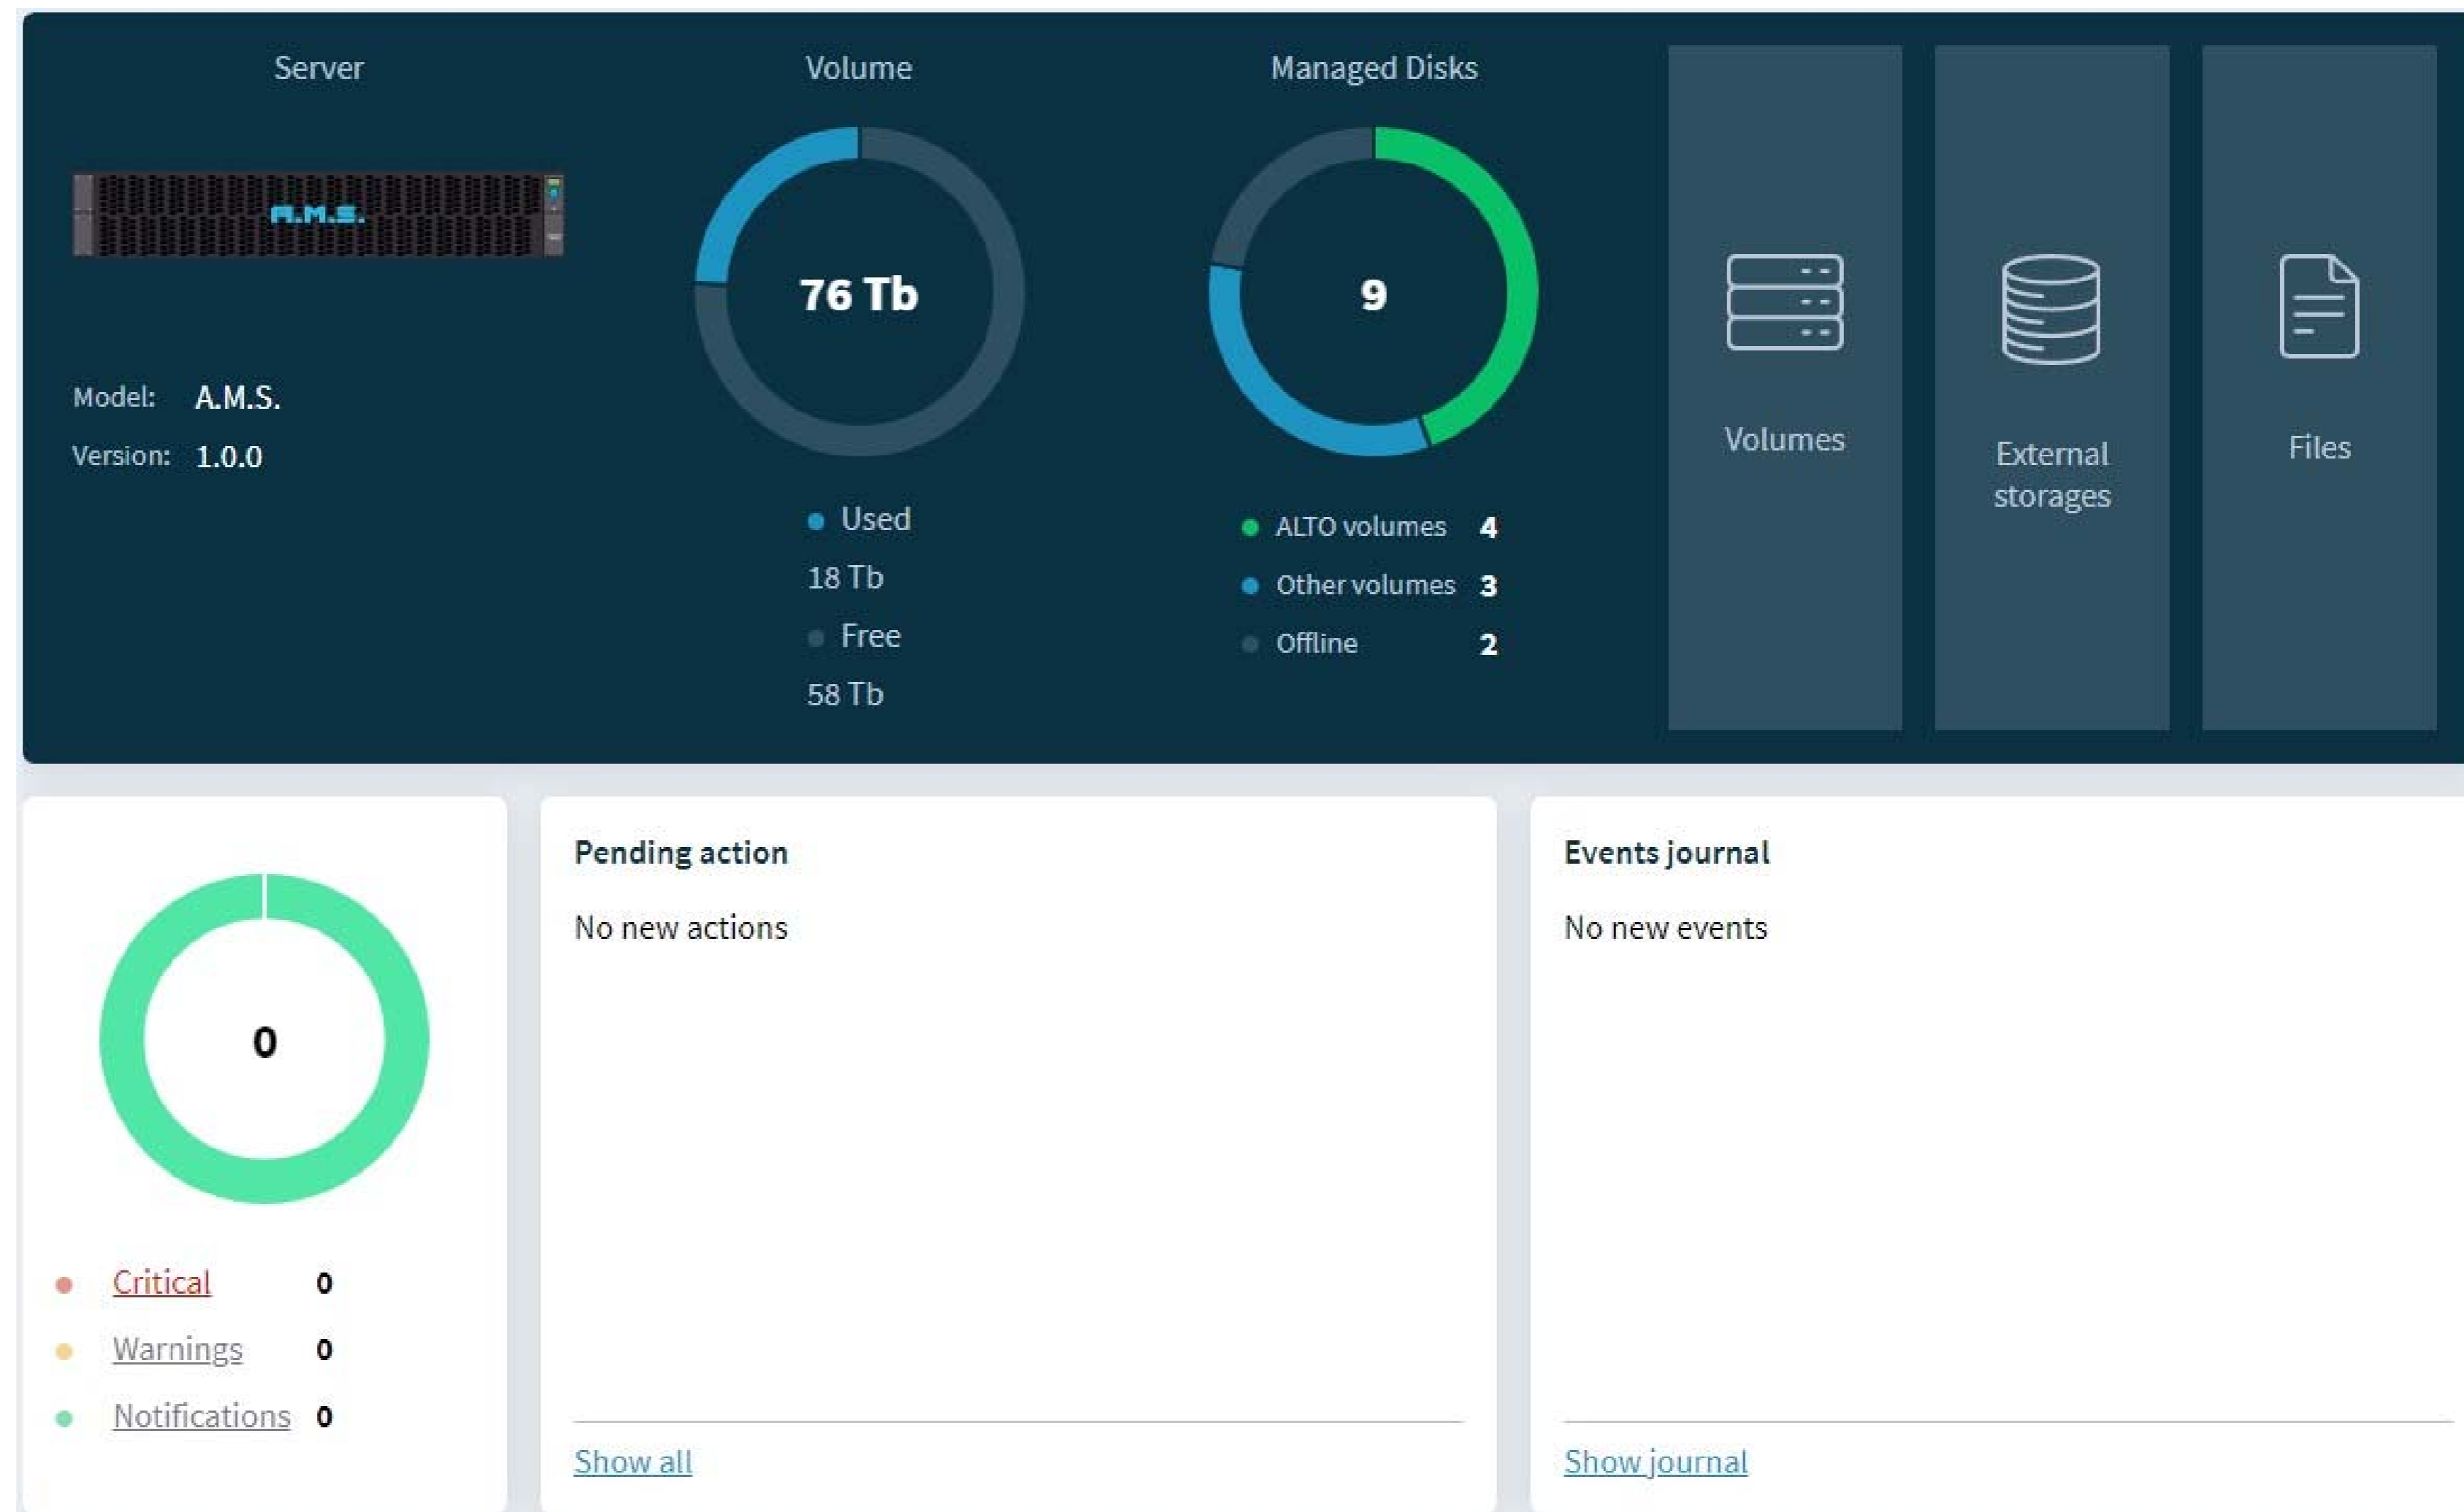 Server
A.M.S.
Model: A.M.S.
Version: 1.0.0
Volume
76 Tb
Used
18 Tb
Free
58 Tb
Managed Disks
9
ALTO volumes 4
Other volumes 3
Offline 2
Volumes
External
storages
Files
0
Critical 0
Warnings 0
Notifications 0
Pending action
No new actions
Show all
Events journal
No new events
Show journal